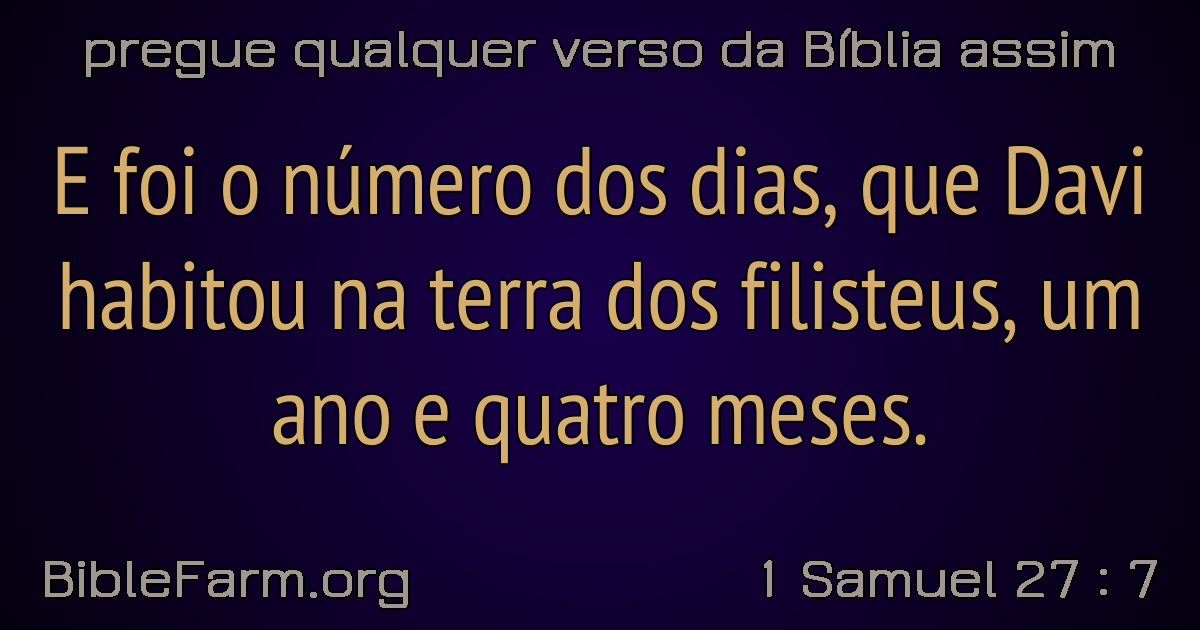 pregue qualquer verso da Bíblia assim
E foi o número dos dias, que Davi
habitou na terra dos filisteus, um
ano e quatro meses.
BibleFarm.org
1 Samuel 27 : 7